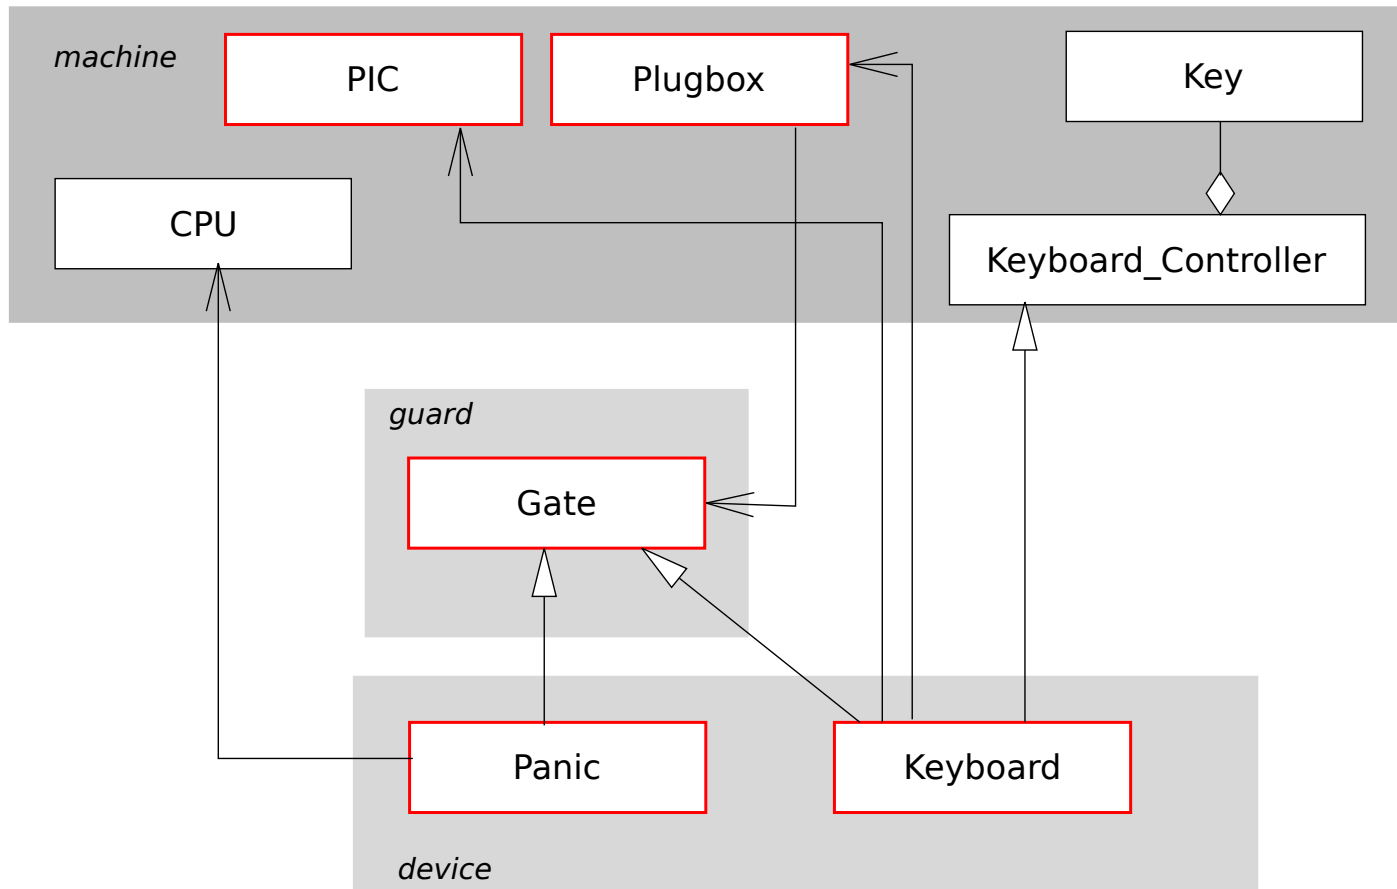 machine
PIC
Plugbox
Key
CPU
Keyboard_Controller
guard
Gate
Panic
Keyboard
device